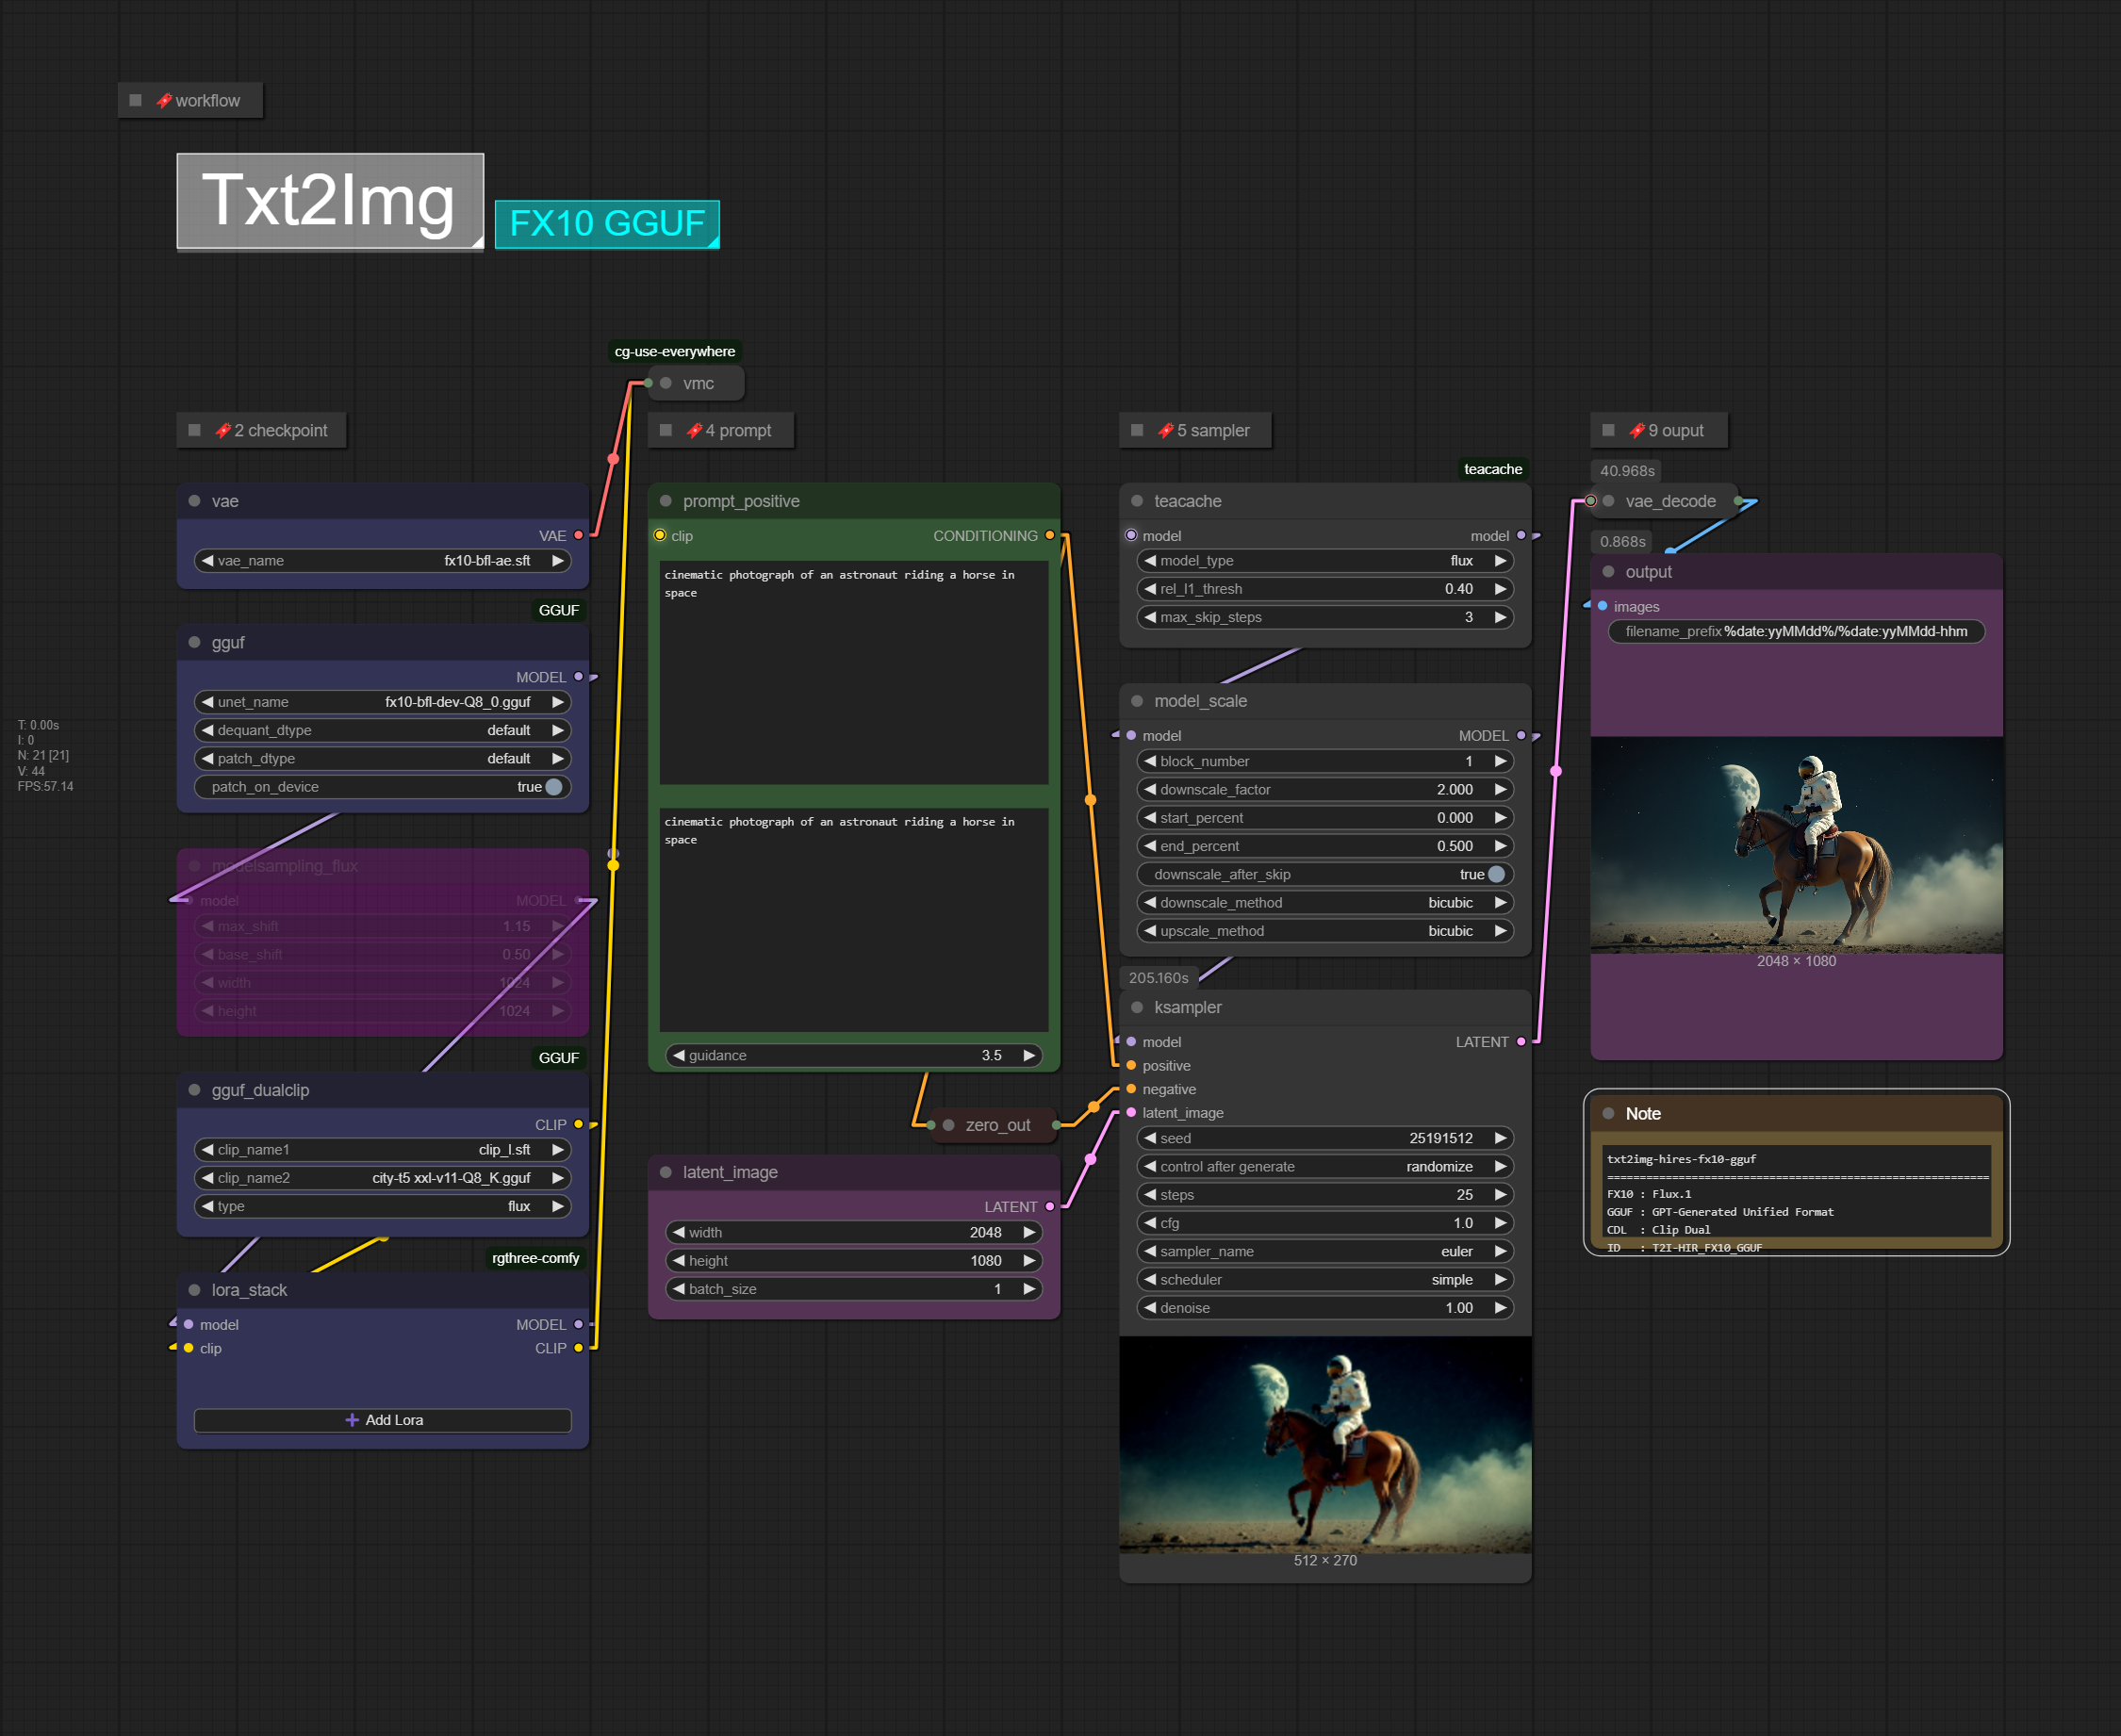 workflow
Txt2Img
FX10 GGUF
cg-use-everywhere
vmc
2 checkpoint
vae
VAE
vae_name fx10-bfl-ae.sft
GGUF
gguf
MODEL
unet_name fx10-bfl-dev-Q8_0.gguf
dequant_dtype default
patch_dtype default
patch_on_device true
modelsampling_flux
model MODEL
max_shift 1.15
base_shift 0.50
width 1024
height 1024
GGUF
gguf_dualclip
CLIP
clip_name1 clip_l.sft
clip_name2 city-t5 xxl-v11-Q8_K.gguf
type flux
rgthree-comfy
lora_stack
model MODEL
clip CLIP
Add Lora
T: 0.00s
I: 0
N: 21 [21]
V: 44
FPS:57.14
4 prompt
prompt_positive
clip CONDITIONING
cinematic photograph of an astronaut riding a horse in
space
cinematic photograph of an astronaut riding a horse in
space
guidance 3.5
zero_out
latent_image
LATENT
width 2048
height 1080
batch_size 1
5 sampler
teacache
teacache
model model
model_type flux
rel_l1_thresh 0.40
max_skip_steps 3
model_scale
model MODEL
block_number 1
downscale_factor 2.000
start_percent 0.000
end_percent 0.500
downscale_after_skip true
downscale_method bicubic
upscale_method bicubic
205.160s
ksampler
model LATENT
positive
negative
latent_image
seed 25191512
control after generate randomize
steps 25
cfg 1.0
sampler_name euler
scheduler simple
denoise 1.00
512 × 270
9 ouput
40.968s
vae_decode
0.868s
output
images
filename_prefix %date:yyMMdd%/%date:yyMMdd-hhm
2048 × 1080
Note
txt2img-hires-fx10-gguf
===========================================================
FX10 : Flux.1
GGUF : GPT-Generated Unified Format
CDL : Clip Dual
ID : T2I-HIR_FX10_GGUF